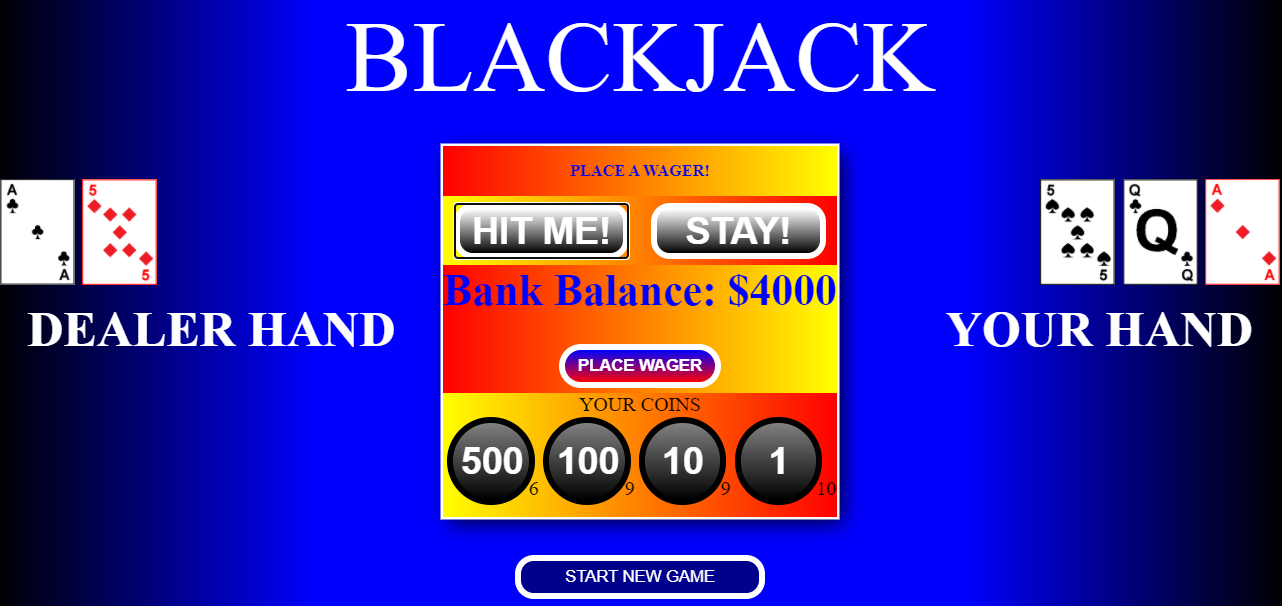 BLACKJACK
PLACE A WAGER!
HIT ME! STAY!
Bank Balance: $4000
PLACE WAGER
YOUR COINS
500 100 10 1
6 9 9 10
A A 5 5
DEALER HAND
5 5 Q Q Q A A
YOUR HAND
START NEW GAME